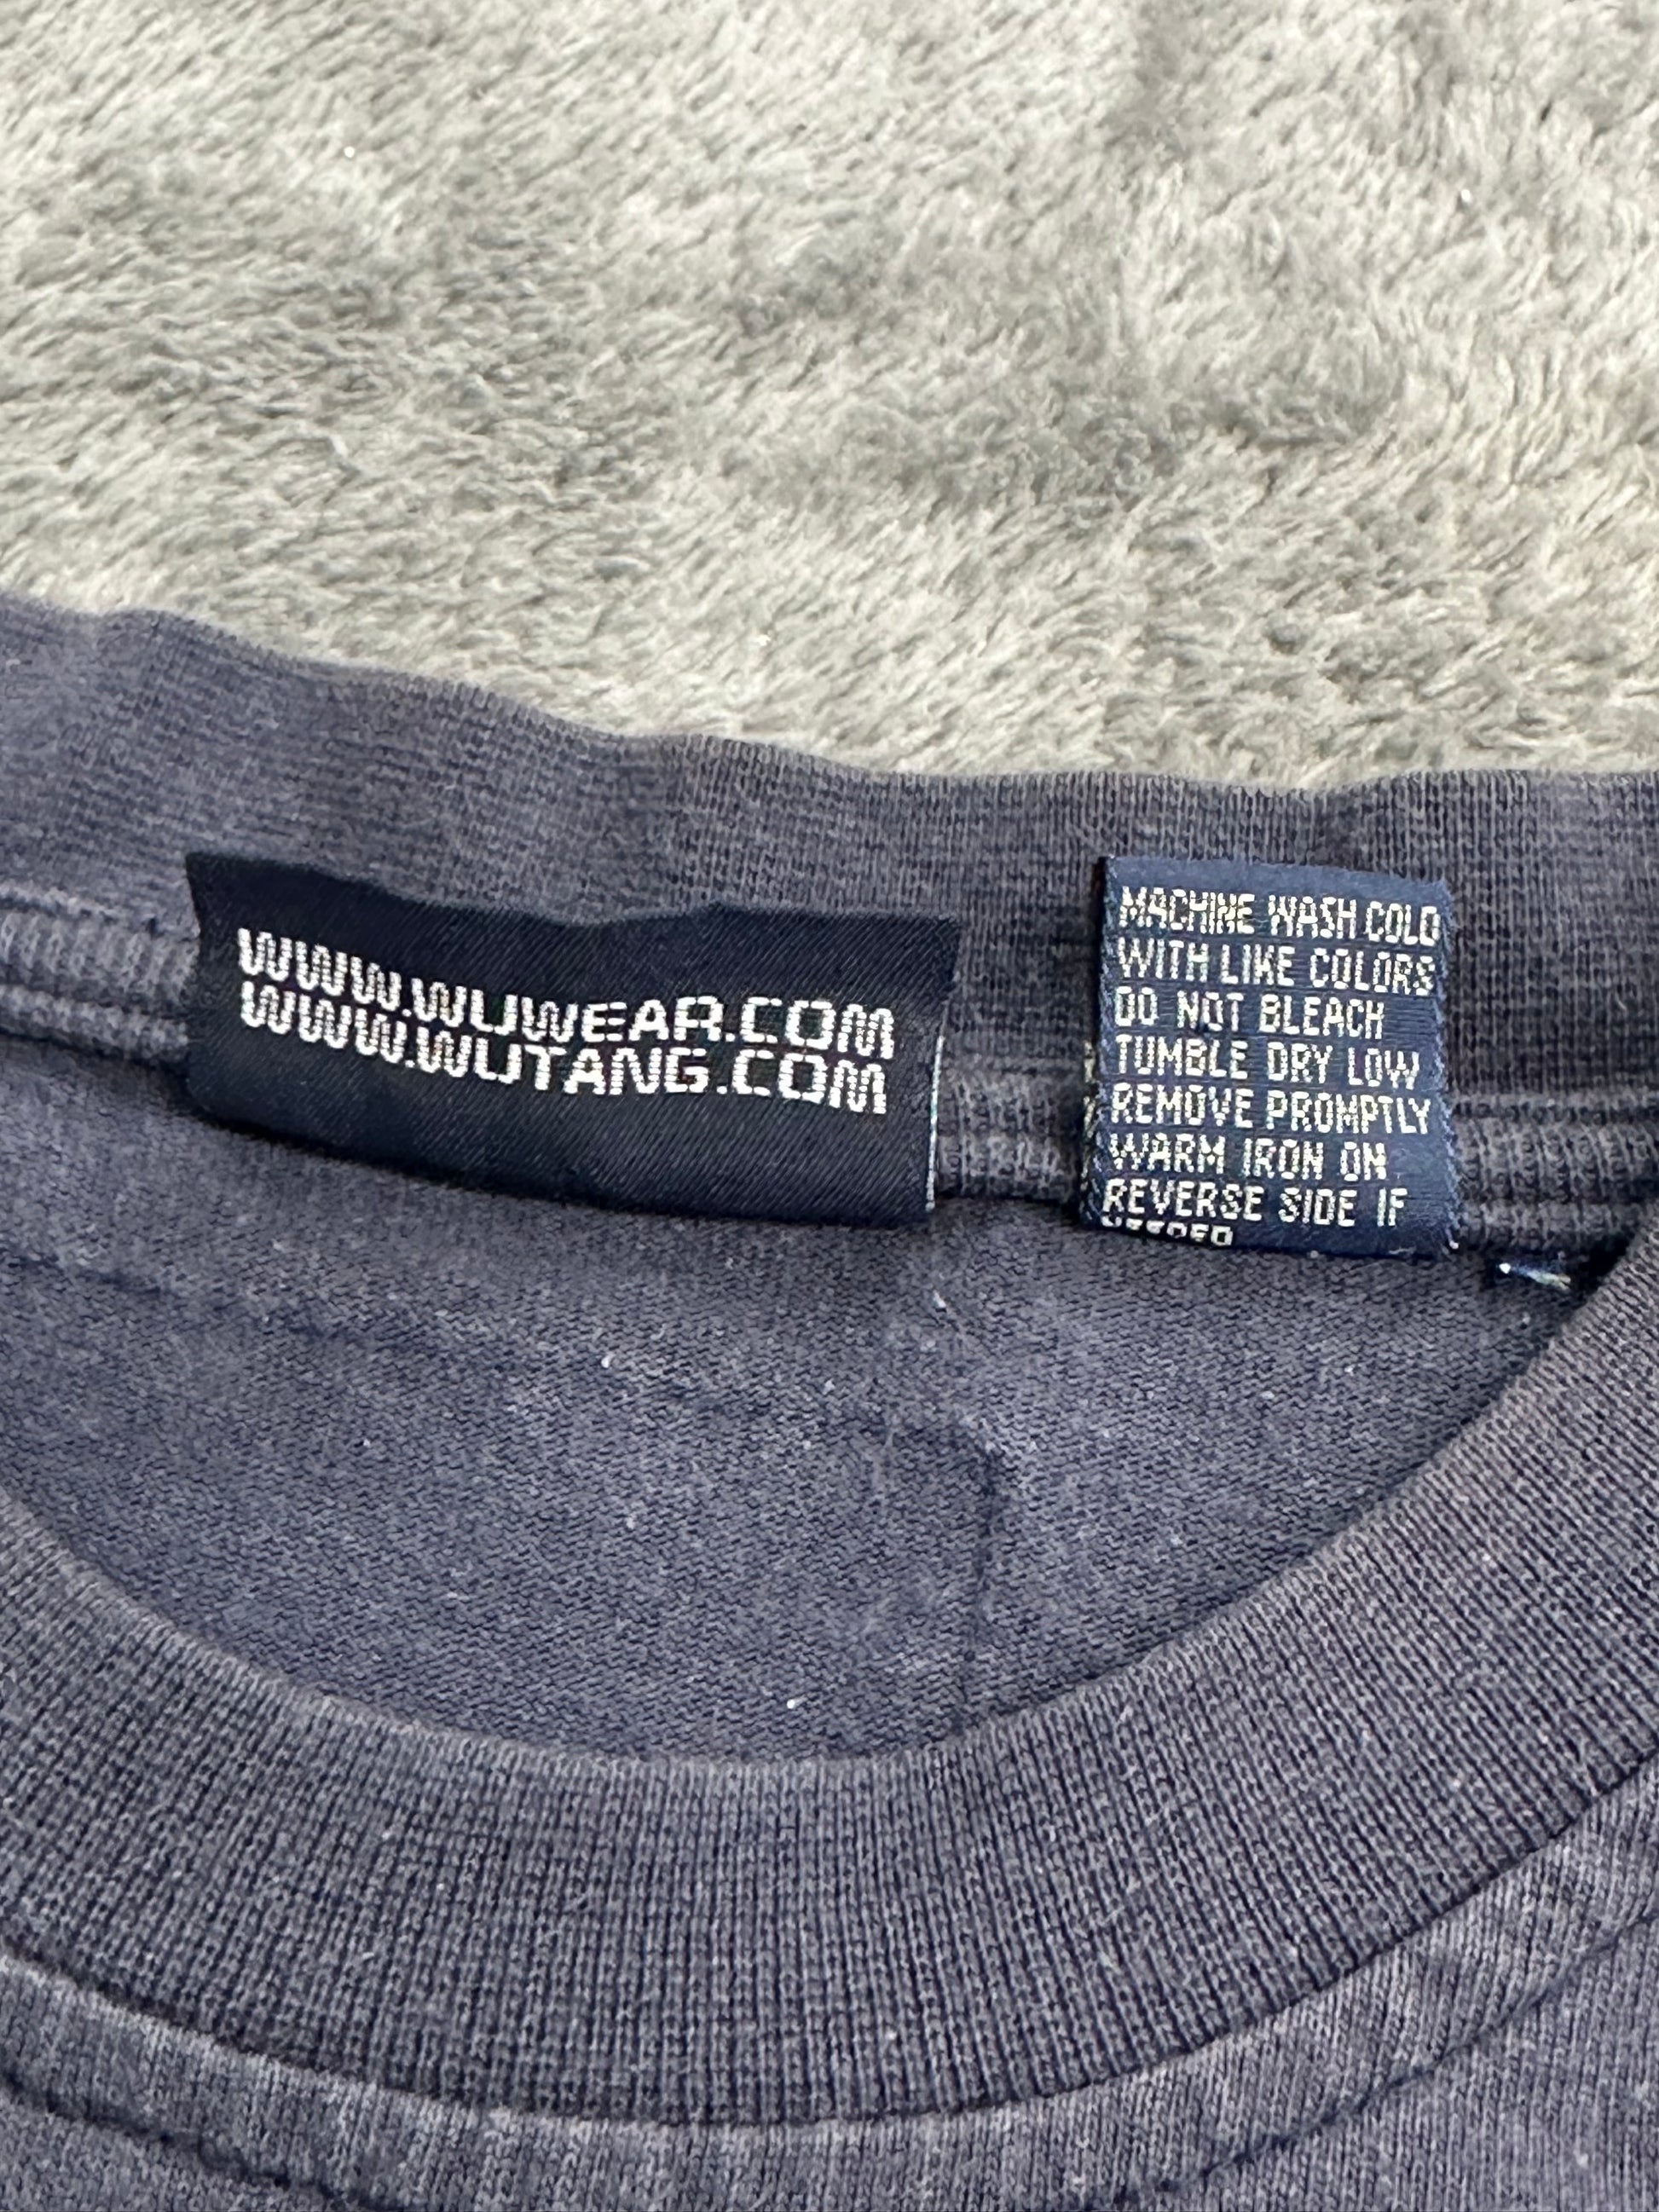 WWW.WUWEAR.COM
WWW.WUTANG.COM
MACHINE WASH COLD
WITH LIKE COLORS
DO NOT BLEACH
TUMBLE DRY LOW
REMOVE PROMPTLY
WARM IRON ON
REVERSE SIDE IF
NEEDED